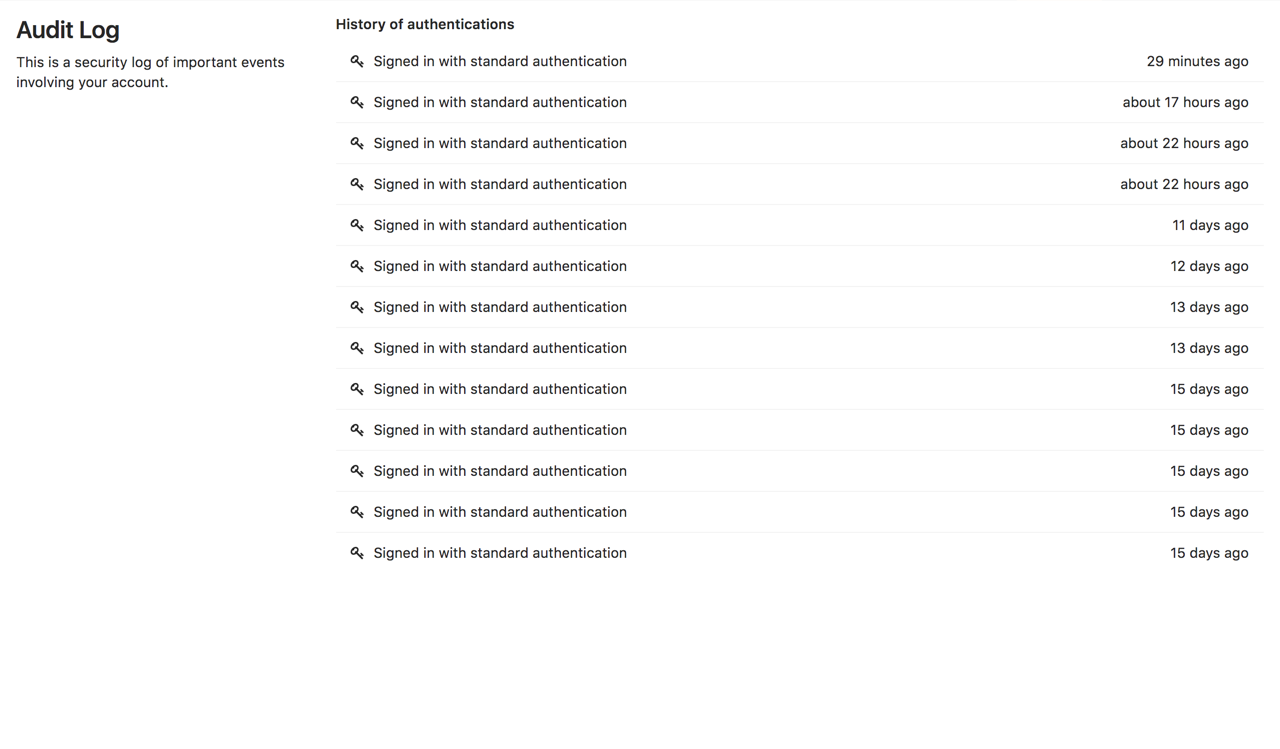 Audit Log
This is a security log of important events
involving your account.
History of authentications
Signed in with standard authentication 29 minutes ago
Signed in with standard authentication about 17 hours ago
Signed in with standard authentication about 22 hours ago
Signed in with standard authentication about 22 hours ago
Signed in with standard authentication 11 days ago
Signed in with standard authentication 12 days ago
Signed in with standard authentication 13 days ago
Signed in with standard authentication 13 days ago
Signed in with standard authentication 15 days ago
Signed in with standard authentication 15 days ago
Signed in with standard authentication 15 days ago
Signed in with standard authentication 15 days ago
Signed in with standard authentication 15 days ago